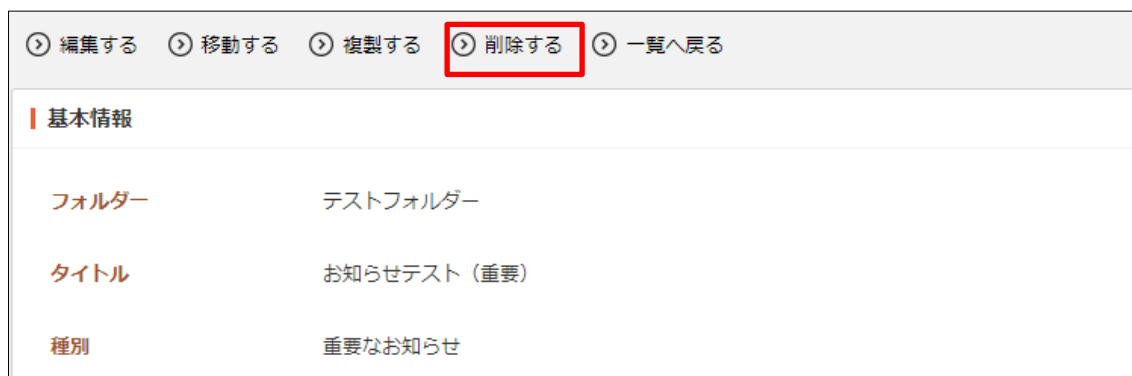 編集する 移動する 複製する 削除する 一覧へ戻る
基本情報
フォルダー テストフォルダー
タイトル お知らせテスト（重要）
種別 重要なお知らせ